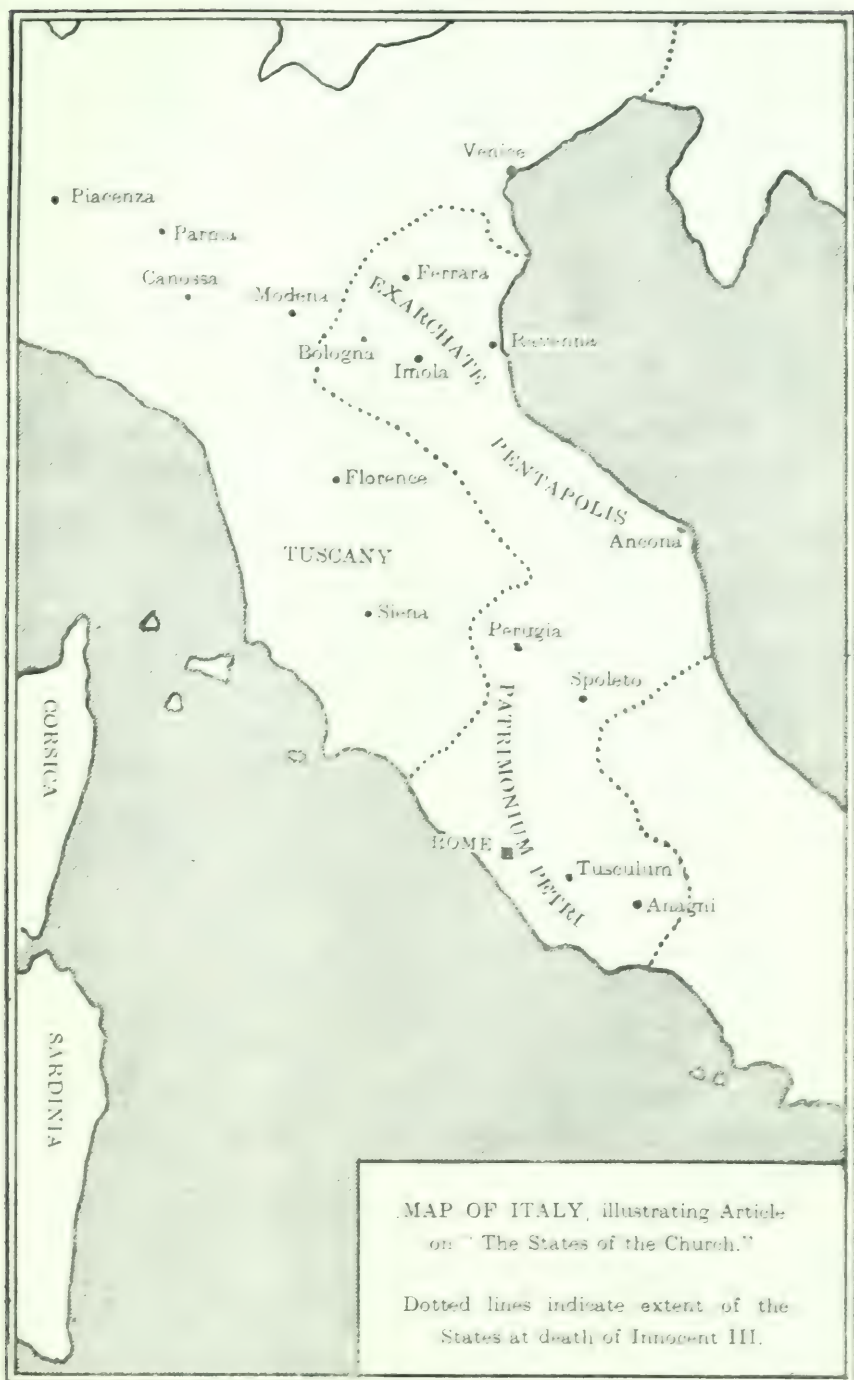 Venice
Piacenza
Parma
Canossa
Ferrara
Modena
EXARCHATE
Bologna
Ravenna
Imola
PENTAPOLIS
Florence
Ancona
TUSCANY
Siena
Perugia
Spoleto
CORSICA
PATRIMONIUM PETRI
ROME
Tusculum
Anagni
SARDINIA
MAP OF ITALY, illustrating Article
on "The States of the Church."
Dotted lines indicate extent of the
States at death of Innocent III.